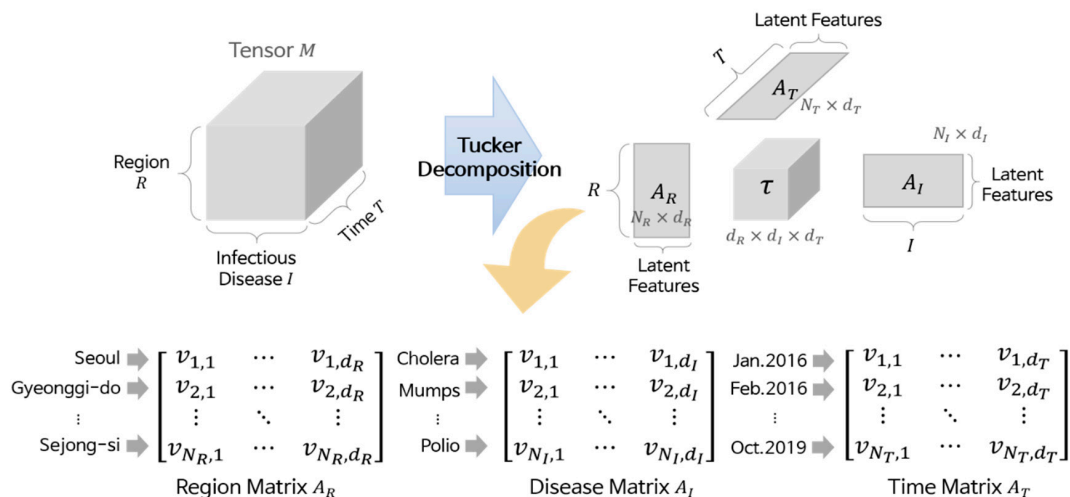 Tensor M
Region
R
Time T
Infectious
Disease I
Tucker
Decomposition
Latent Features
T
A_T
N_T × d_T
R
A_R
N_R × d_R
Latent
Features
τ
d_R × d_I × d_T
N_I × d_I
A_I
Latent
Features
I
Seoul v_{1,1} ⋯ v_{1,d_R}
Gyeonggi-do v_{2,1} ⋯ v_{2,d_R}
⋮ ⋮ ⋱ ⋮
Sejong-si v_{N_R,1} ⋯ v_{N_R,d_R}
Region Matrix A_R
Cholera v_{1,1} ⋯ v_{1,d_I}
Mumps v_{2,1} ⋯ v_{2,d_I}
⋮ ⋮ ⋱ ⋮
Polio v_{N_I,1} ⋯ v_{N_I,d_I}
Disease Matrix A_I
Jan.2016 v_{1,1} ⋯ v_{1,d_T}
Feb.2016 v_{2,1} ⋯ v_{2,d_T}
⋮ ⋮ ⋱ ⋮
Oct.2019 v_{N_T,1} ⋯ v_{N_T,d_T}
Time Matrix A_T